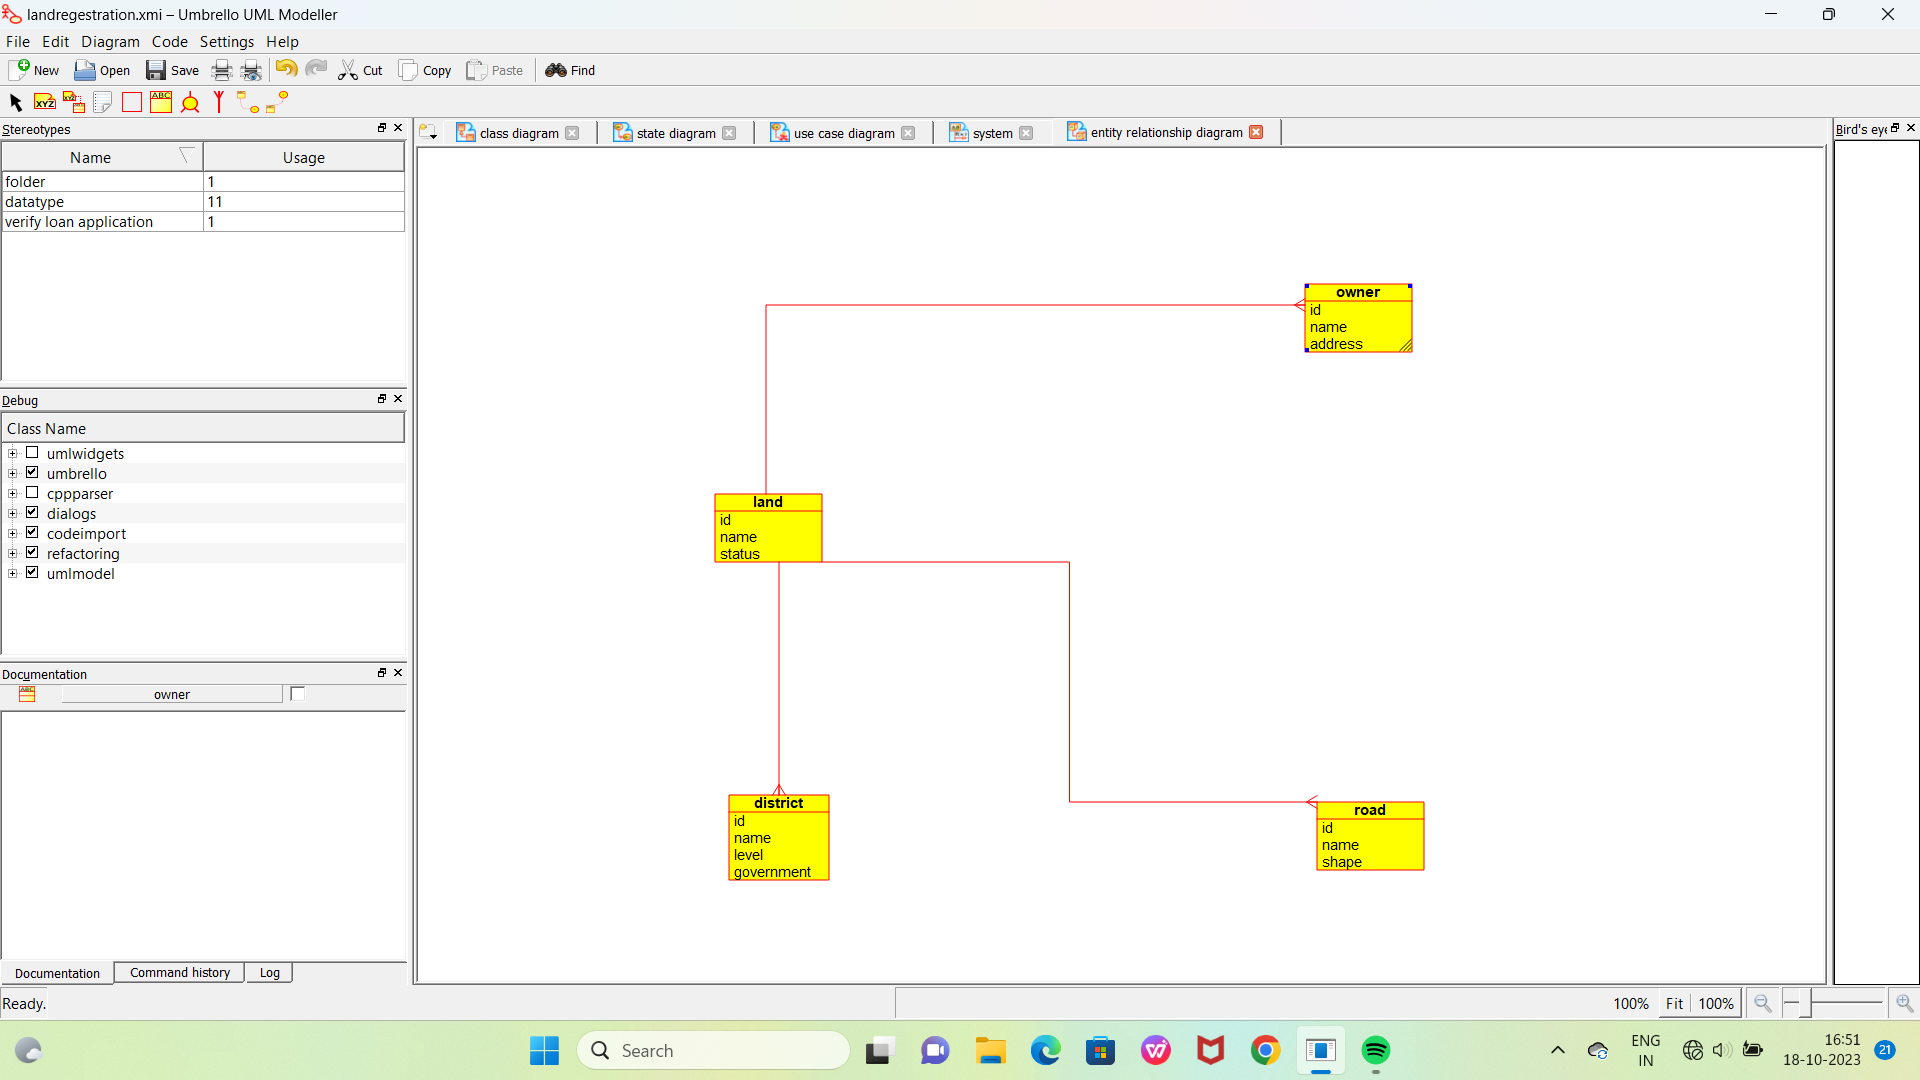 landregestration.xmi – Umbrello UML Modeller
File Edit Diagram Code Settings Help
New Open Save Cut Copy Paste Find
XYZ XYZ ABC
Stereotypes
Name Usage
folder 1
datatype 11
verify loan application 1
Debug
Class Name
umlwidgets
umbrello
cppparser
dialogs
codeimport
refactoring
umlmodel
Documentation
ABC owner
Documentation Command history Log
Ready.
class diagram state diagram use case diagram system entity relationship diagram
owner
id
name
address
land
id
name
status
district
id
name
level
government
road
id
name
shape
Bird's eye
100% Fit 100%
Search
ENG
IN
16:51
18-10-2023
21